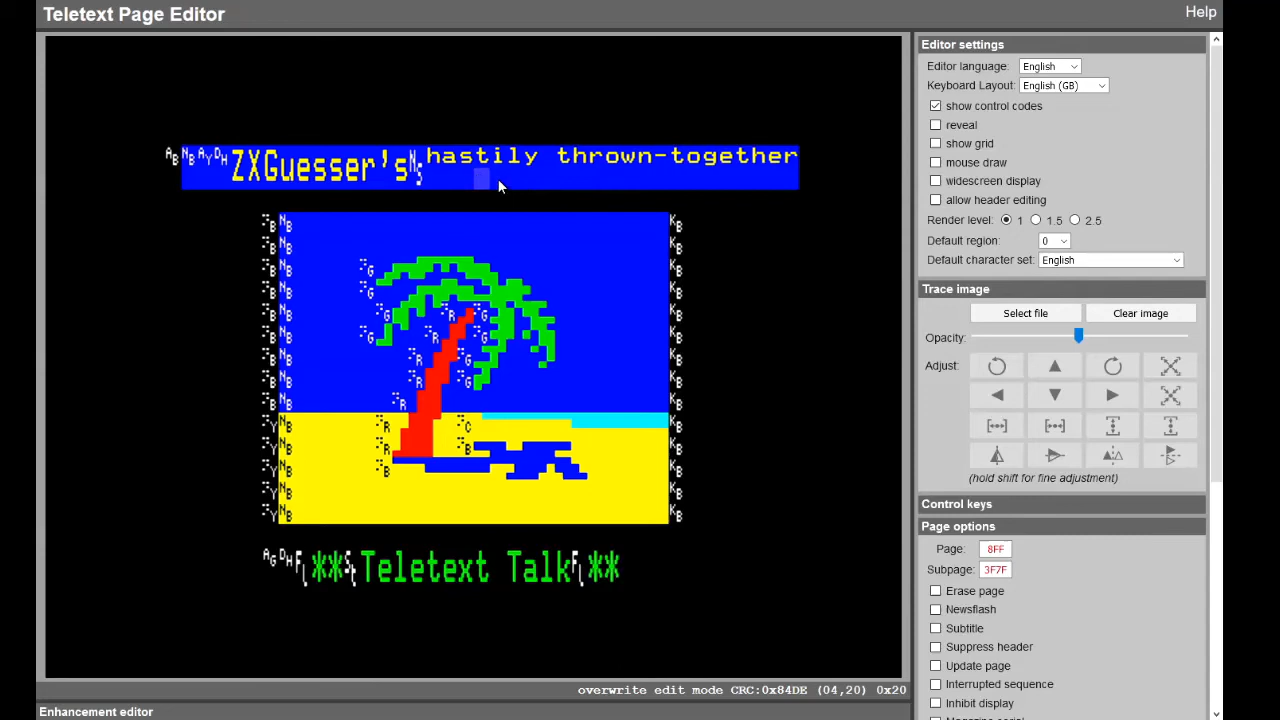 Teletext Page Editor
Help
ZXGuesser's hastily thrown-together
**Teletext Talk**
overwrite edit mode CRC:0x84DE (04,20) 0x20
Enhancement editor
Editor settings
Editor language: English
Keyboard Layout: English (GB)
show control codes
reveal
show grid
mouse draw
widescreen display
allow header editing
Render level: 1 1.5 2.5
Default region: 0
Default character set: English
Trace image
Select file Clear image
Opacity:
Adjust:
(hold shift for fine adjustment)
Control keys
Page options
Page: 8FF
Subpage: 3F7F
Erase page
Newsflash
Subtitle
Suppress header
Update page
Interrupted sequence
Inhibit display